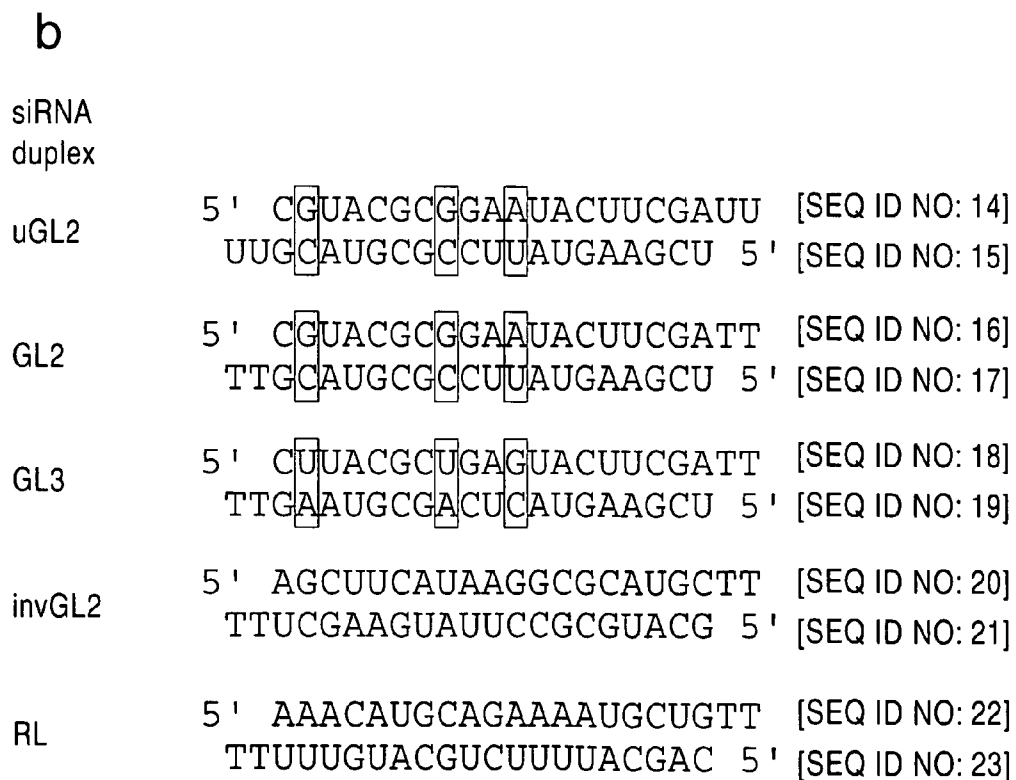 b
siRNA
duplex
uGL2
5' CGUACGCGGAAUACUUCGAUU [SEQ ID NO: 14]
UUGCAUGCGCCUUAUGAAGCU 5' [SEQ ID NO: 15]
GL2
5' CGUACGCGGAAUACUUCGATT [SEQ ID NO: 16]
TTGCAUGCGCCUUAUGAAGCU 5' [SEQ ID NO: 17]
GL3
5' CUUACGCUGAGUACUUCGATT [SEQ ID NO: 18]
TTGAAUGCGACUCAUGAAGCU 5' [SEQ ID NO: 19]
invGL2
5' AGCUUCAUAAGGCGCAUGCTT [SEQ ID NO: 20]
TTUCGAAGUAUUCCGCGUACG 5' [SEQ ID NO: 21]
RL
5' AAACAUGCAGAAAAUGCUGTT [SEQ ID NO: 22]
TTUUUGUACGUCUUUUACGAC 5' [SEQ ID NO: 23]